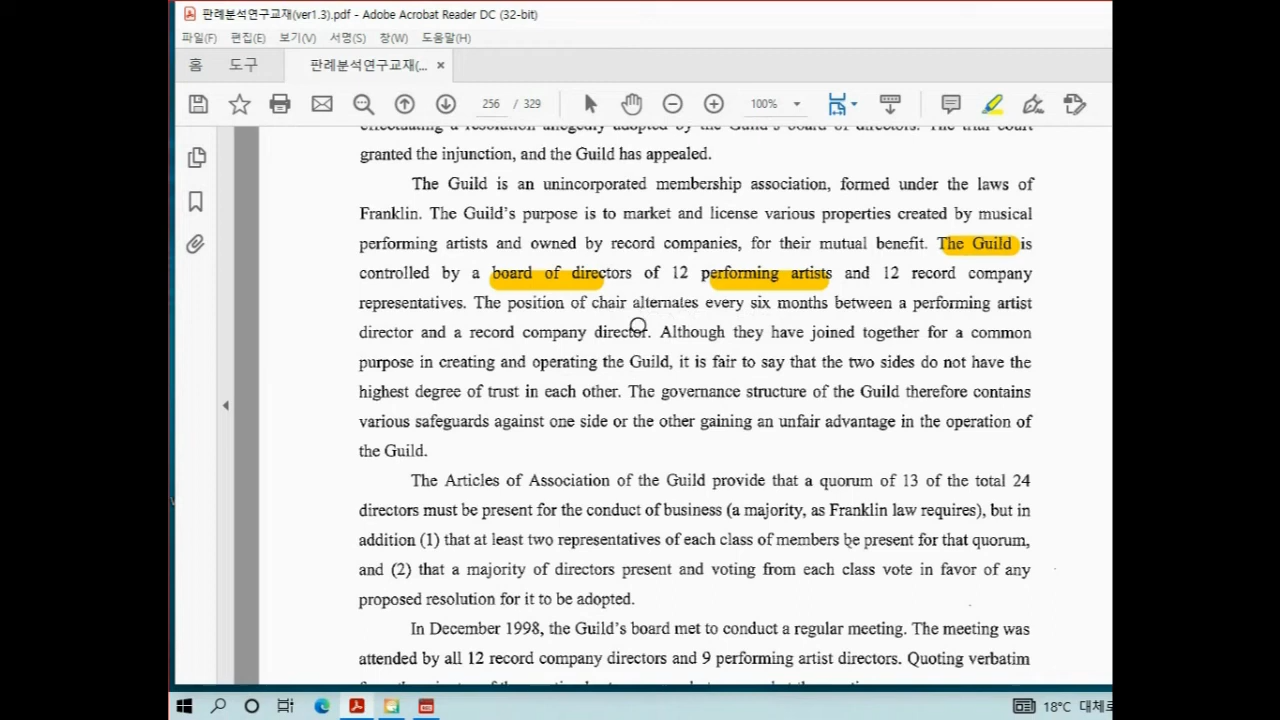 판례분석연구교재(ver1.3).pdf - Adobe Acrobat Reader DC (32-bit)
파일(F) 편집(E) 보기(V) 서명(S) 창(W) 도움말(H)
홈 도구 판례분석연구교재(... ×
256 / 329 100%
effectuating a resolution allegedly adopted by the Guild's board of directors. The trial court
granted the injunction, and the Guild has appealed.
The Guild is an unincorporated membership association, formed under the laws of
Franklin. The Guild's purpose is to market and license various properties created by musical
performing artists and owned by record companies, for their mutual benefit. The Guild is
controlled by a board of directors of 12 performing artists and 12 record company
representatives. The position of chair alternates every six months between a performing artist
director and a record company director. Although they have joined together for a common
purpose in creating and operating the Guild, it is fair to say that the two sides do not have the
highest degree of trust in each other. The governance structure of the Guild therefore contains
various safeguards against one side or the other gaining an unfair advantage in the operation of
the Guild.
The Articles of Association of the Guild provide that a quorum of 13 of the total 24
directors must be present for the conduct of business (a majority, as Franklin law requires), but in
addition (1) that at least two representatives of each class of members be present for that quorum,
and (2) that a majority of directors present and voting from each class vote in favor of any
proposed resolution for it to be adopted.
In December 1998, the Guild's board met to conduct a regular meeting. The meeting was
attended by all 12 record company directors and 9 performing artist directors. Quoting verbatim
18°C 대체로